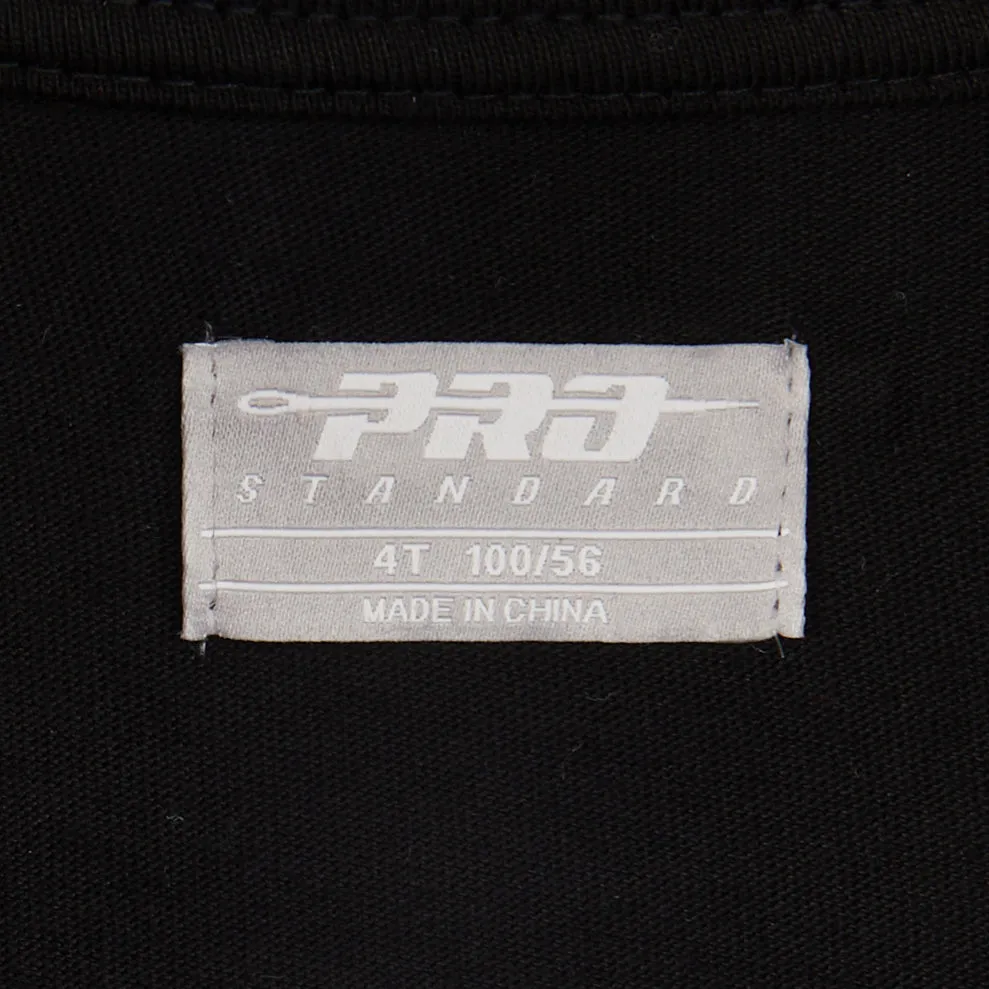 PRO
STANDARD
4T 100/56
MADE IN CHINA